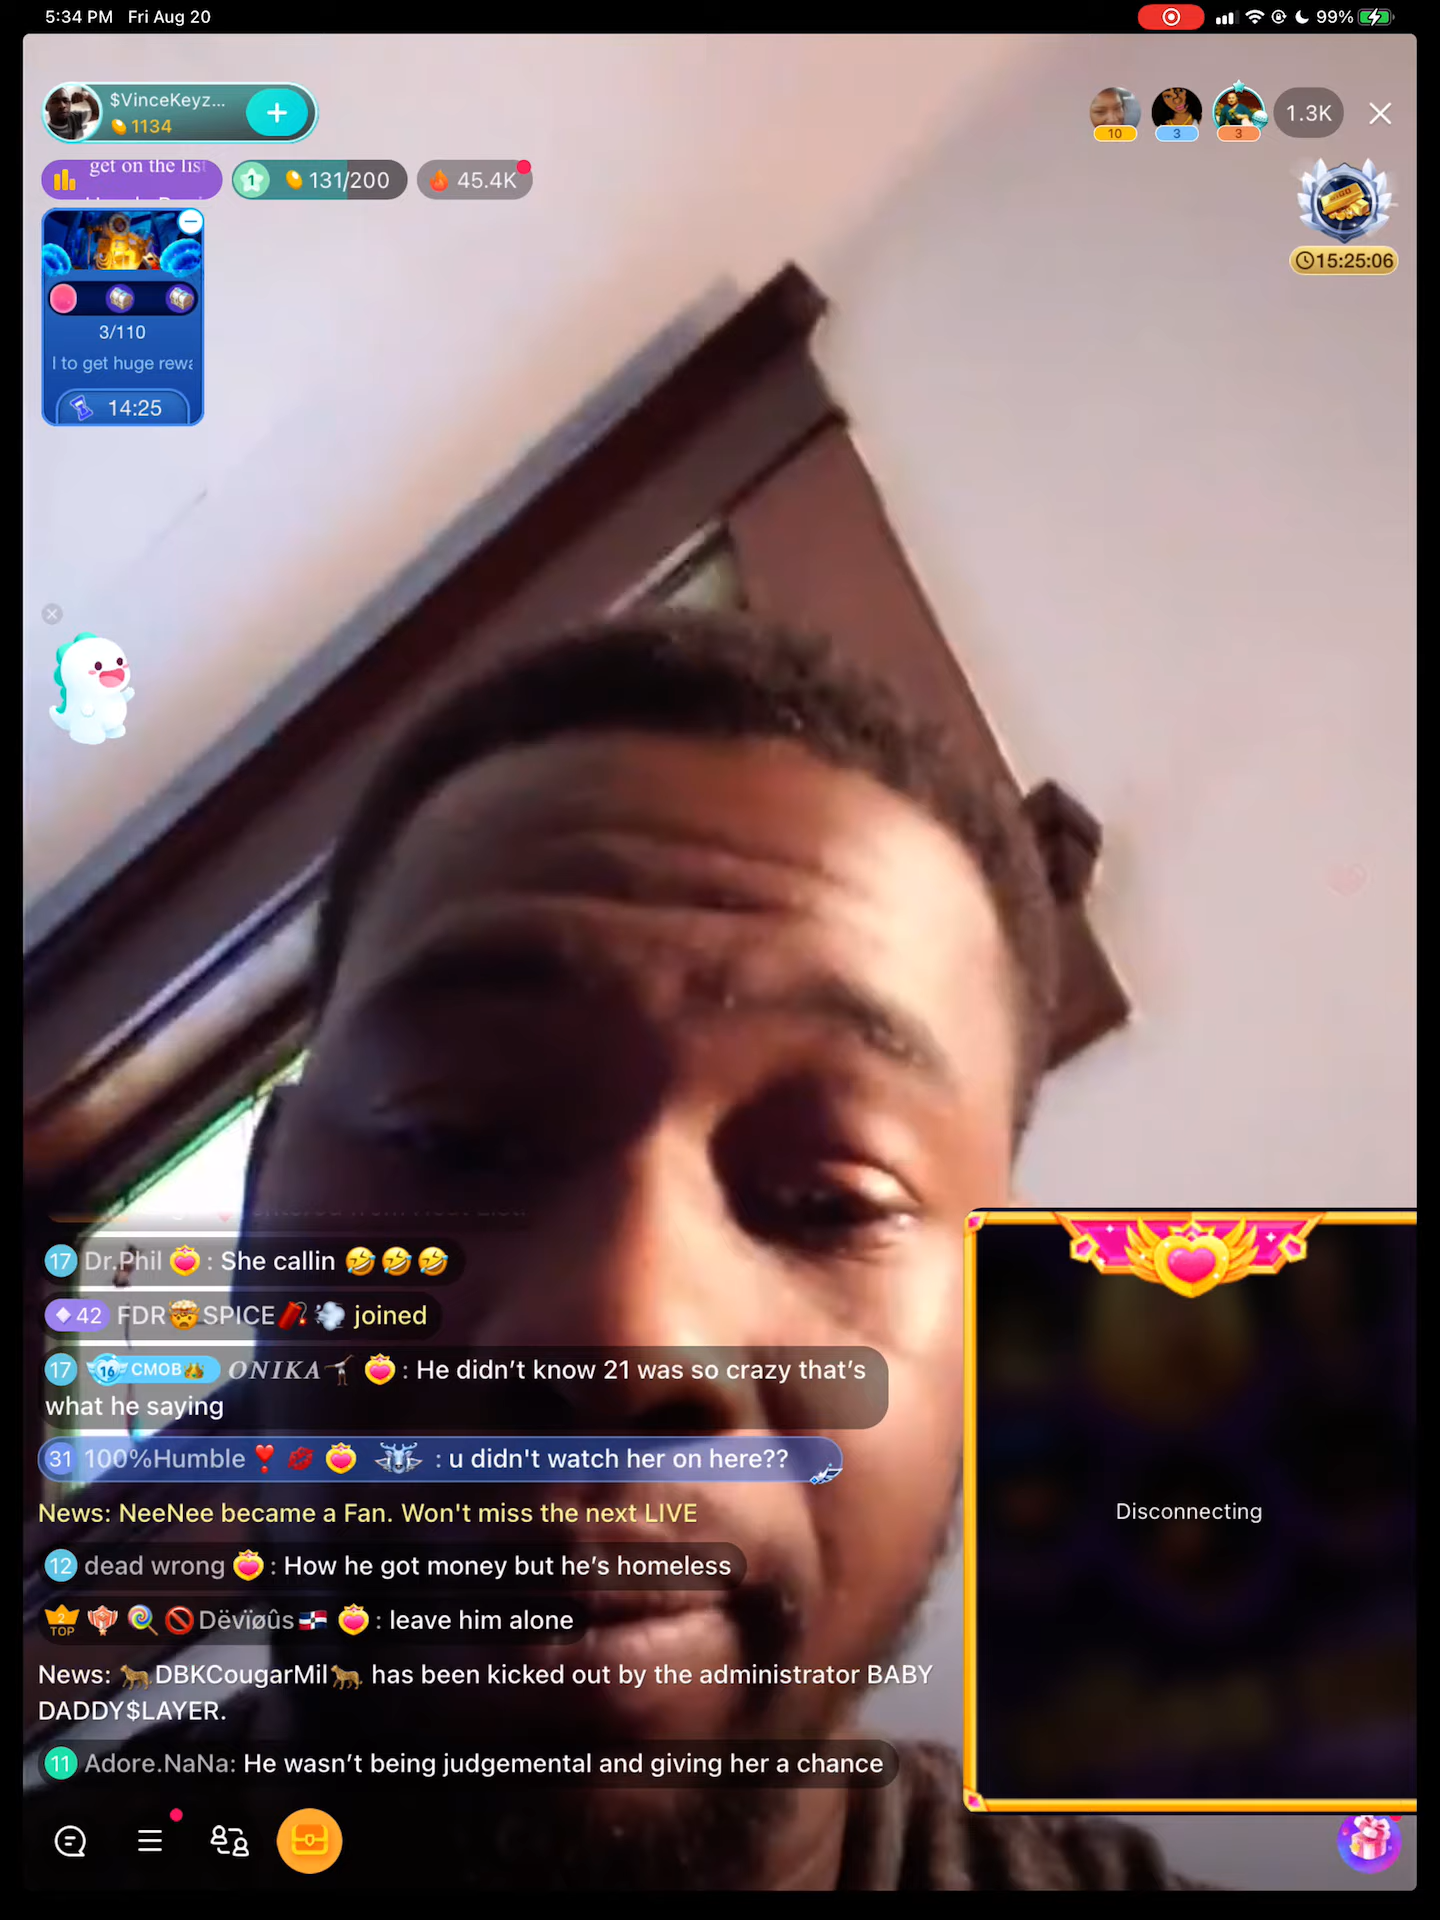 5:34 PM Fri Aug 20
99%
$VinceKeyz...
1134
10
3
3
1.3K
get on the list
1
131/200
45.4K
15:25:06
3/110
I to get huge rewa
14:25
17 Dr.Phil : She callin 🤣🤣🤣
42 FDR🤯SPICE🧨💨 joined
17 16 CMOB ONIKA : He didn’t know 21 was so crazy that’s
what he saying
31 100%Humble❣️💋 : u didn't watch her on here??
News: NeeNee became a Fan. Won't miss the next LIVE
12 dead wrong : How he got money but he’s homeless
2 TOP 🍭🚫Dëvïøûs🇩🇴 : leave him alone
News: 🐆DBKCougarMil🐆 has been kicked out by the administrator BABY
DADDY$LAYER.
11 Adore.NaNa: He wasn’t being judgemental and giving her a chance
Disconnecting